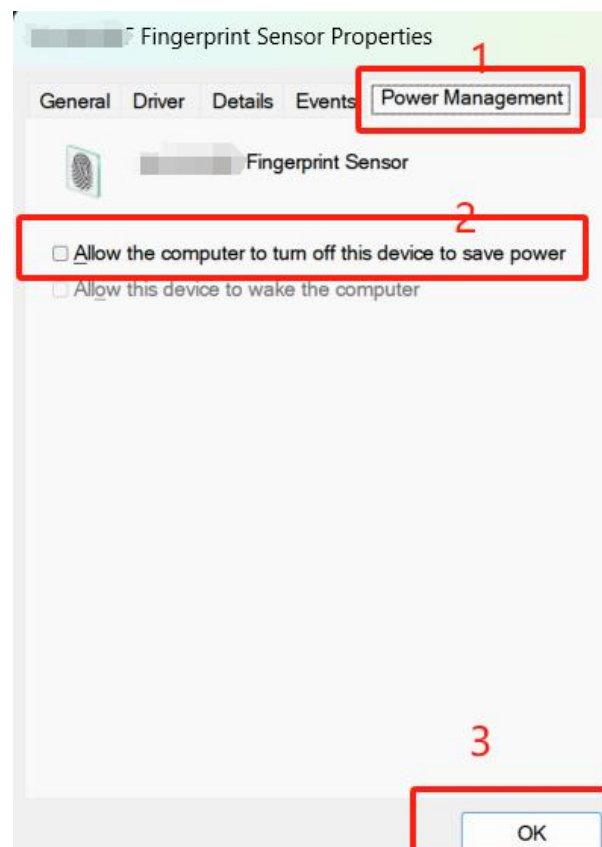 Fingerprint Sensor Properties
1
General Driver Details Events Power Management
Fingerprint Sensor
2
Allow the computer to turn off this device to save power
Allow this device to wake the computer
3
OK